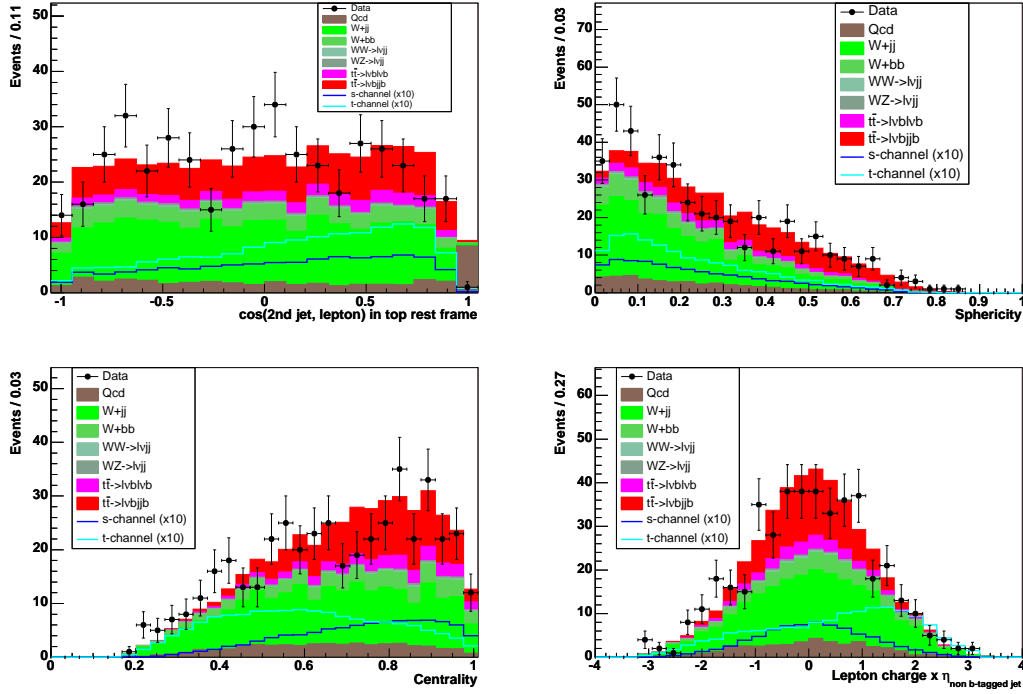 Events / 0.11
50
40
30
20
10
0
Data
Qcd
W+jj
W+bb
WW->lvjj
WZ->lvjj
tt̄->lvblvb
tt̄->lvbjjb
s-channel (x10)
t-channel (x10)
-1 -0.5 0 0.5 1
cos(2nd jet, lepton) in top rest frame
Events / 0.03
70
60
50
40
30
20
10
0
Data
Qcd
W+jj
W+bb
WW->lvjj
WZ->lvjj
tt̄->lvblvb
tt̄->lvbjjb
s-channel (x10)
t-channel (x10)
0 0.1 0.2 0.3 0.4 0.5 0.6 0.7 0.8 0.9 1
Sphericity
Events / 0.03
50
40
30
20
10
0
Data
Qcd
W+jj
W+bb
WW->lvjj
WZ->lvjj
tt̄->lvblvb
tt̄->lvbjjb
s-channel (x10)
t-channel (x10)
0 0.2 0.4 0.6 0.8 1
Centrality
Events / 0.27
60
50
40
30
20
10
0
Data
Qcd
W+jj
W+bb
WW->lvjj
WZ->lvjj
tt̄->lvblvb
tt̄->lvbjjb
s-channel (x10)
t-channel (x10)
-4 -3 -2 -1 0 1 2 3 4
Lepton charge x η non b-tagged jet